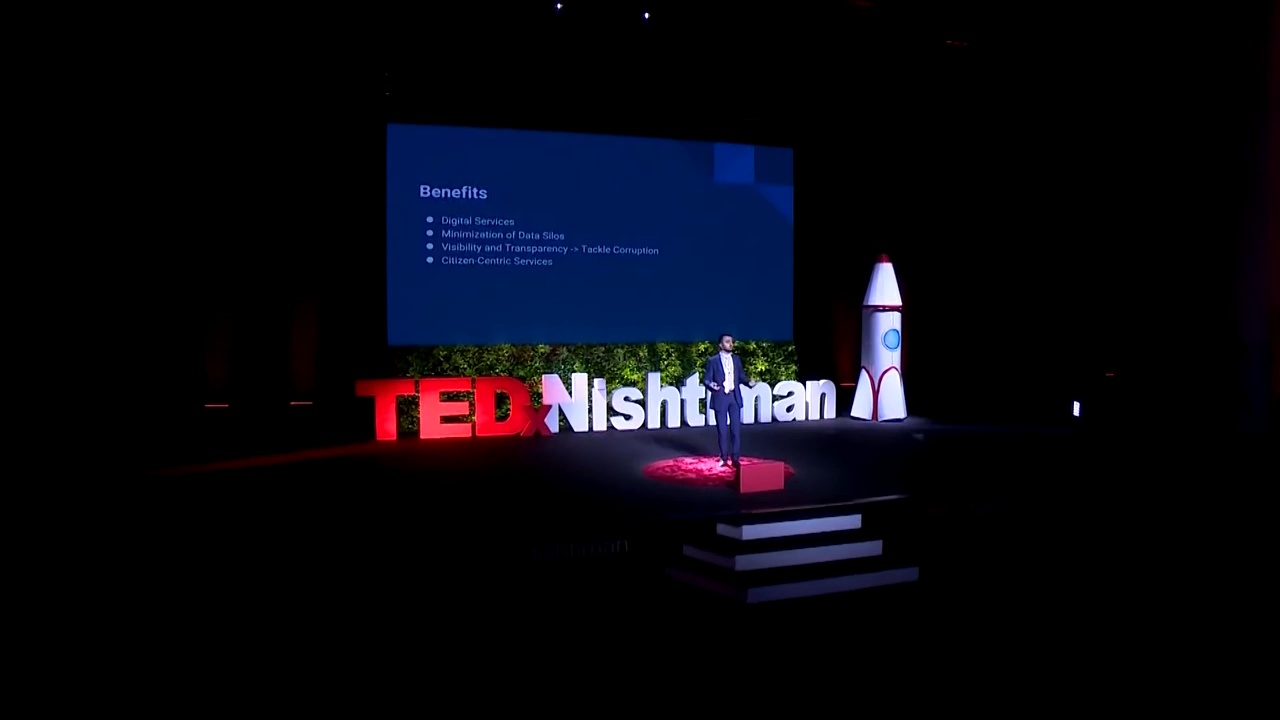 Benefits
Digital Services
Minimization of Data Silos
Visibility and Transparency -> Tackle Corruption
Citizen-Centric Services
TEDxNishtiman